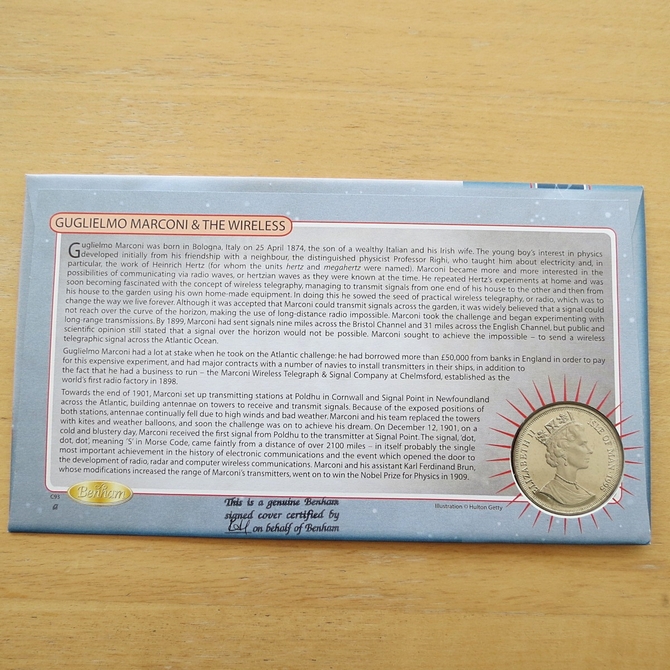 GUGLIELMO MARCONI & THE WIRELESS
Guglielmo Marconi was born in Bologna, Italy on 25 April 1874, the son of a wealthy Italian and his Irish wife. The young boy's interest in physics
developed initially from his friendship with a neighbour, the distinguished physicist Professor Righi, who taught him about electricity and, in
particular, the work of Heinrich Hertz (for whom the units hertz and megahertz were named). Marconi became more and more interested in the
possibilities of communicating via radio waves, or hertzian waves as they were known at the time. He repeated Hertz's experiments at home and was
soon becoming fascinated with the concept of wireless telegraphy, managing to transmit signals from one end of his house to the other and then from
his house to the garden using his own home-made equipment. In doing this he sowed the seed of practical wireless telegraphy, or radio, which was to
change the way we live forever. Although it was accepted that Marconi could transmit signals across the garden, it was widely believed that a signal could
not reach over the curve of the horizon, making the use of long-distance radio impossible. Marconi took the challenge and began experimenting with
long-range transmissions. By 1899, Marconi had sent signals nine miles across the Bristol Channel and 31 miles across the English Channel, but public and
scientific opinion still stated that a signal over the horizon would not be possible. Marconi sought to achieve the impossible – to send a wireless
telegraphic signal across the Atlantic Ocean.
Guglielmo Marconi had a lot at stake when he took on the Atlantic challenge: he had borrowed more than £50,000 from banks in England in order to pay
for this expensive experiment, and had major contracts with a number of navies to install transmitters in their ships, in addition to
the fact that he had a business to run – the Marconi Wireless Telegraph & Signal Company at Chelmsford, established as the
world's first radio factory in 1898.
Towards the end of 1901, Marconi set up transmitting stations at Poldhu in Cornwall and Signal Point in Newfoundland
across the Atlantic, building antennae on towers to receive and transmit signals. Because of the exposed positions of
both stations, antennae continually fell due to high winds and bad weather. Marconi and his team replaced the towers
with kites and weather balloons, and soon the challenge was on to achieve his dream. On December 12, 1901, on a
cold and blustery day, Marconi received the first signal from Poldhu to the transmitter at Signal Point. The signal, 'dot,
dot, dot', meaning 'S' in Morse Code, came faintly from a distance of over 2100 miles – in itself probably the single
most important achievement in the history of electronic communications and the event which opened the door to
the development of radio, radar and computer wireless communications. Marconi and his assistant Karl Ferdinand Brun,
whose modifications increased the range of Marconi's transmitters, went on to win the Nobel Prize for Physics in 1909.
ELIZABETH II
ISLE OF MAN
C91
Benham
This is a genuine Benham
signed cover certified by
on behalf of Benham
Illustration © Hulton Getty